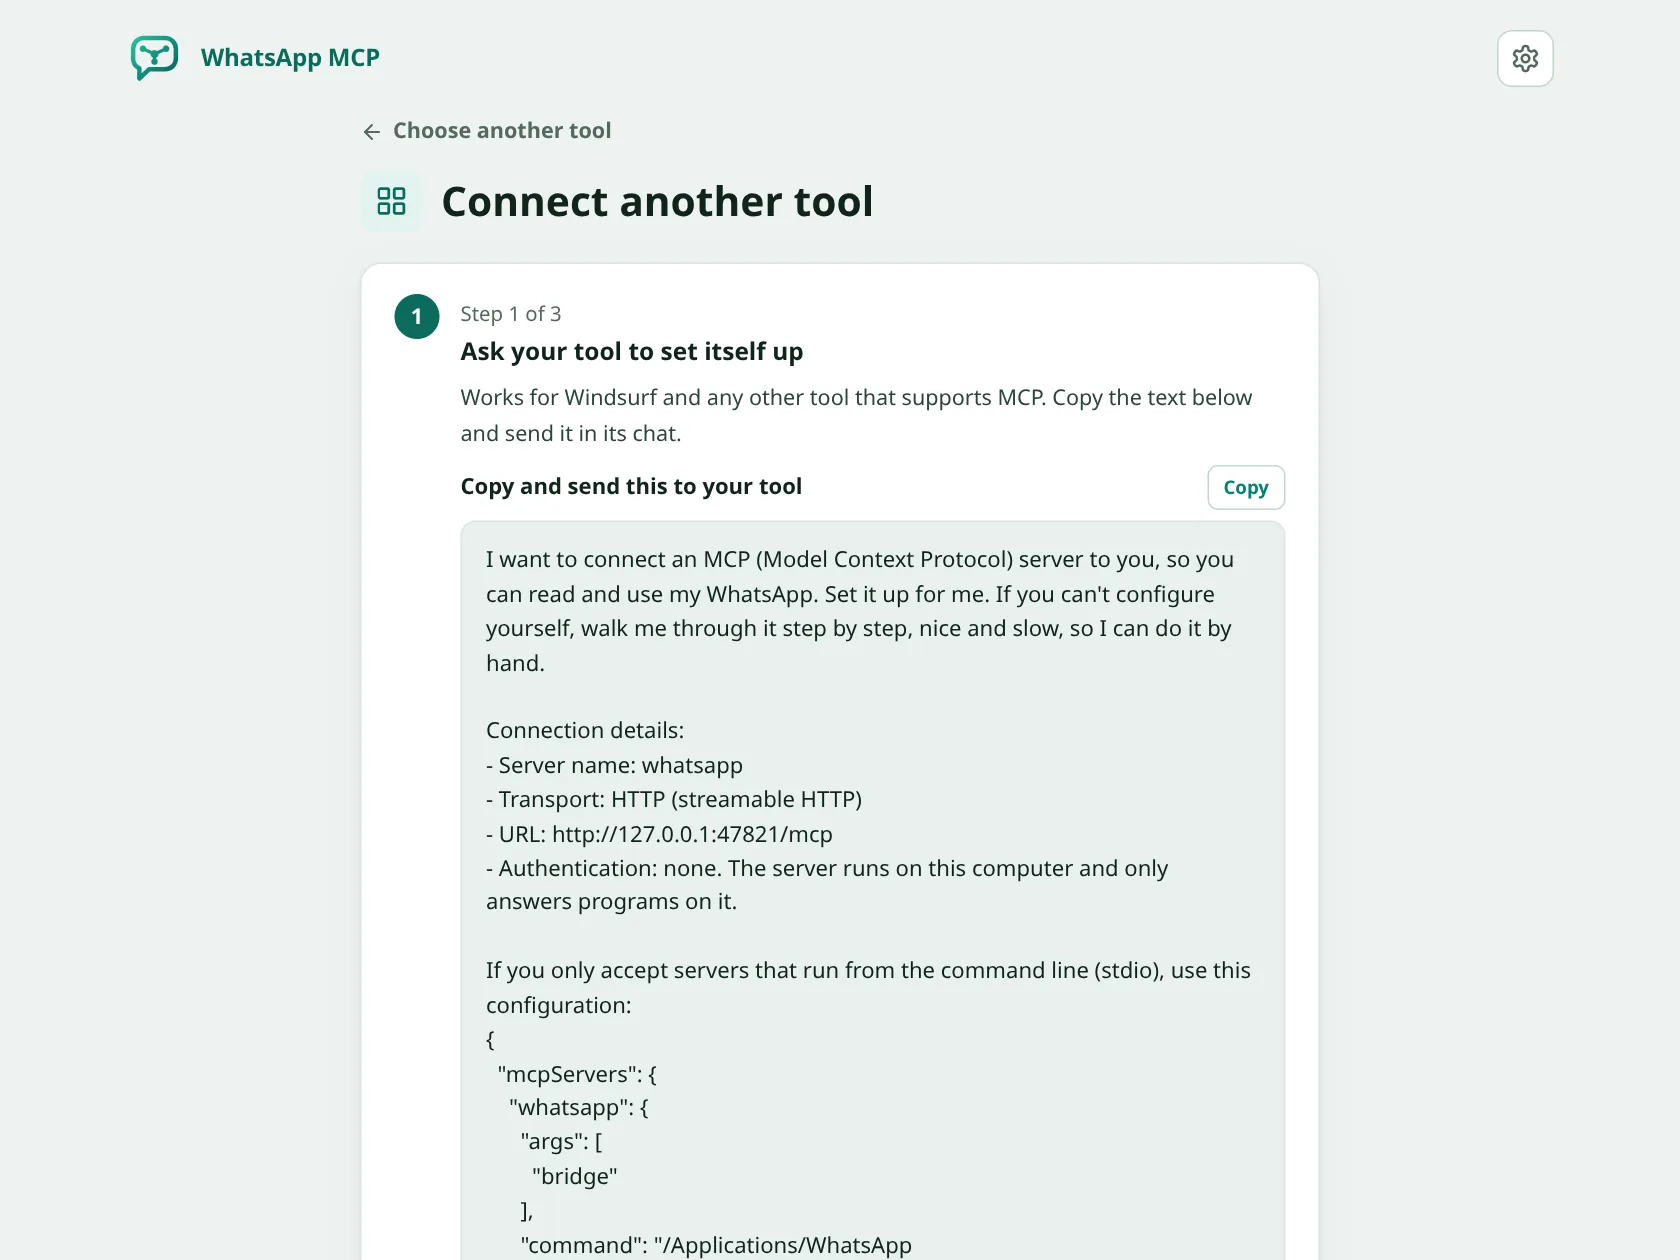 WhatsApp MCP
Choose another tool
Connect another tool
1
Step 1 of 3
Ask your tool to set itself up
Works for Windsurf and any other tool that supports MCP. Copy the text below
and send it in its chat.
Copy and send this to your tool
Copy
I want to connect an MCP (Model Context Protocol) server to you, so you
can read and use my WhatsApp. Set it up for me. If you can't configure
yourself, walk me through it step by step, nice and slow, so I can do it by
hand.
Connection details:
- Server name: whatsapp
- Transport: HTTP (streamable HTTP)
- URL: http://127.0.0.1:47821/mcp
- Authentication: none. The server runs on this computer and only
answers programs on it.
If you only accept servers that run from the command line (stdio), use this
configuration:
{
"mcpServers": {
"whatsapp": {
"args": [
"bridge"
],
"command": "/Applications/WhatsApp